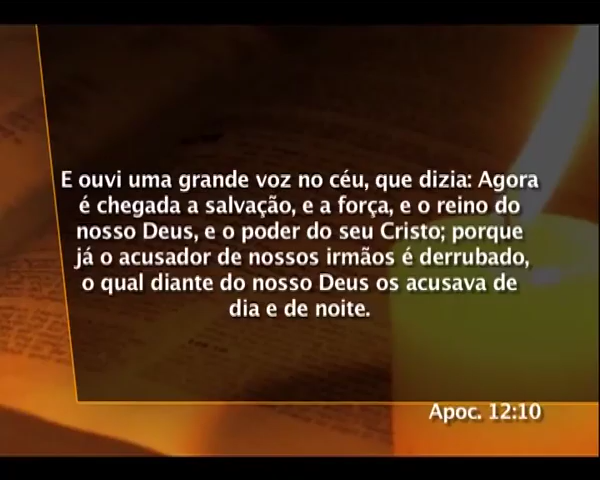 E ouvi uma grande voz no céu, que dizia: Agora
é chegada a salvação, e a força, e o reino do
nosso Deus, e o poder do seu Cristo; porque
já o acusador de nossos irmãos é derrubado,
o qual diante do nosso Deus os acusava de
dia e de noite.
Apoc. 12:10